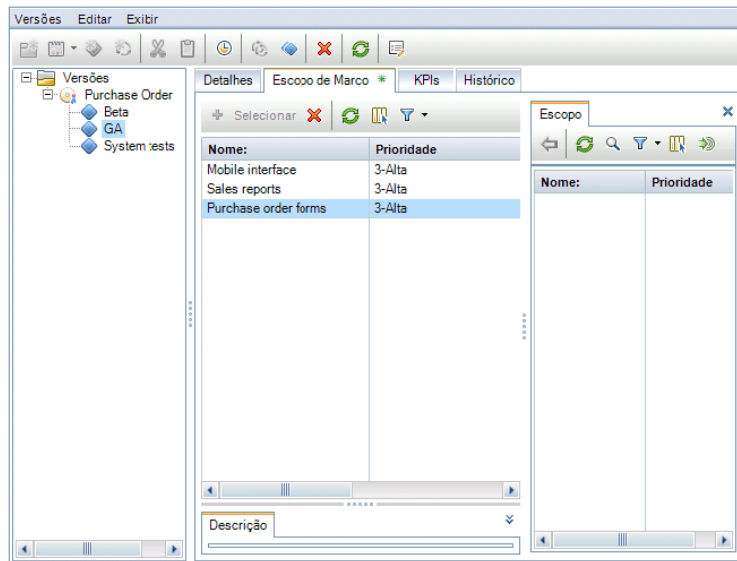 Versões Editar Exibir
Versões
Purchase Order
Beta
GA
System tests
Detalhes Escopo de Marco * KPIs Histórico
Selecionar
Nome: Prioridade
Mobile interface 3-Alta
Sales reports 3-Alta
Purchase order forms 3-Alta
Descrição
Escopo
Nome: Prioridade